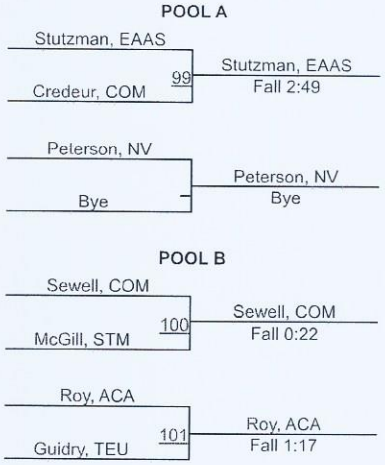 POOL A
Stutzman, EAAS
99
Stutzman, EAAS
Credeur, COM
Fall 2:49
Peterson, NV
Peterson, NV
Bye
Bye
POOL B
Sewell, COM
Sewell, COM
100
McGill, STM
Fall 0:22
Roy, ACA
Roy, ACA
101
Guidry, TEU
Fall 1:17